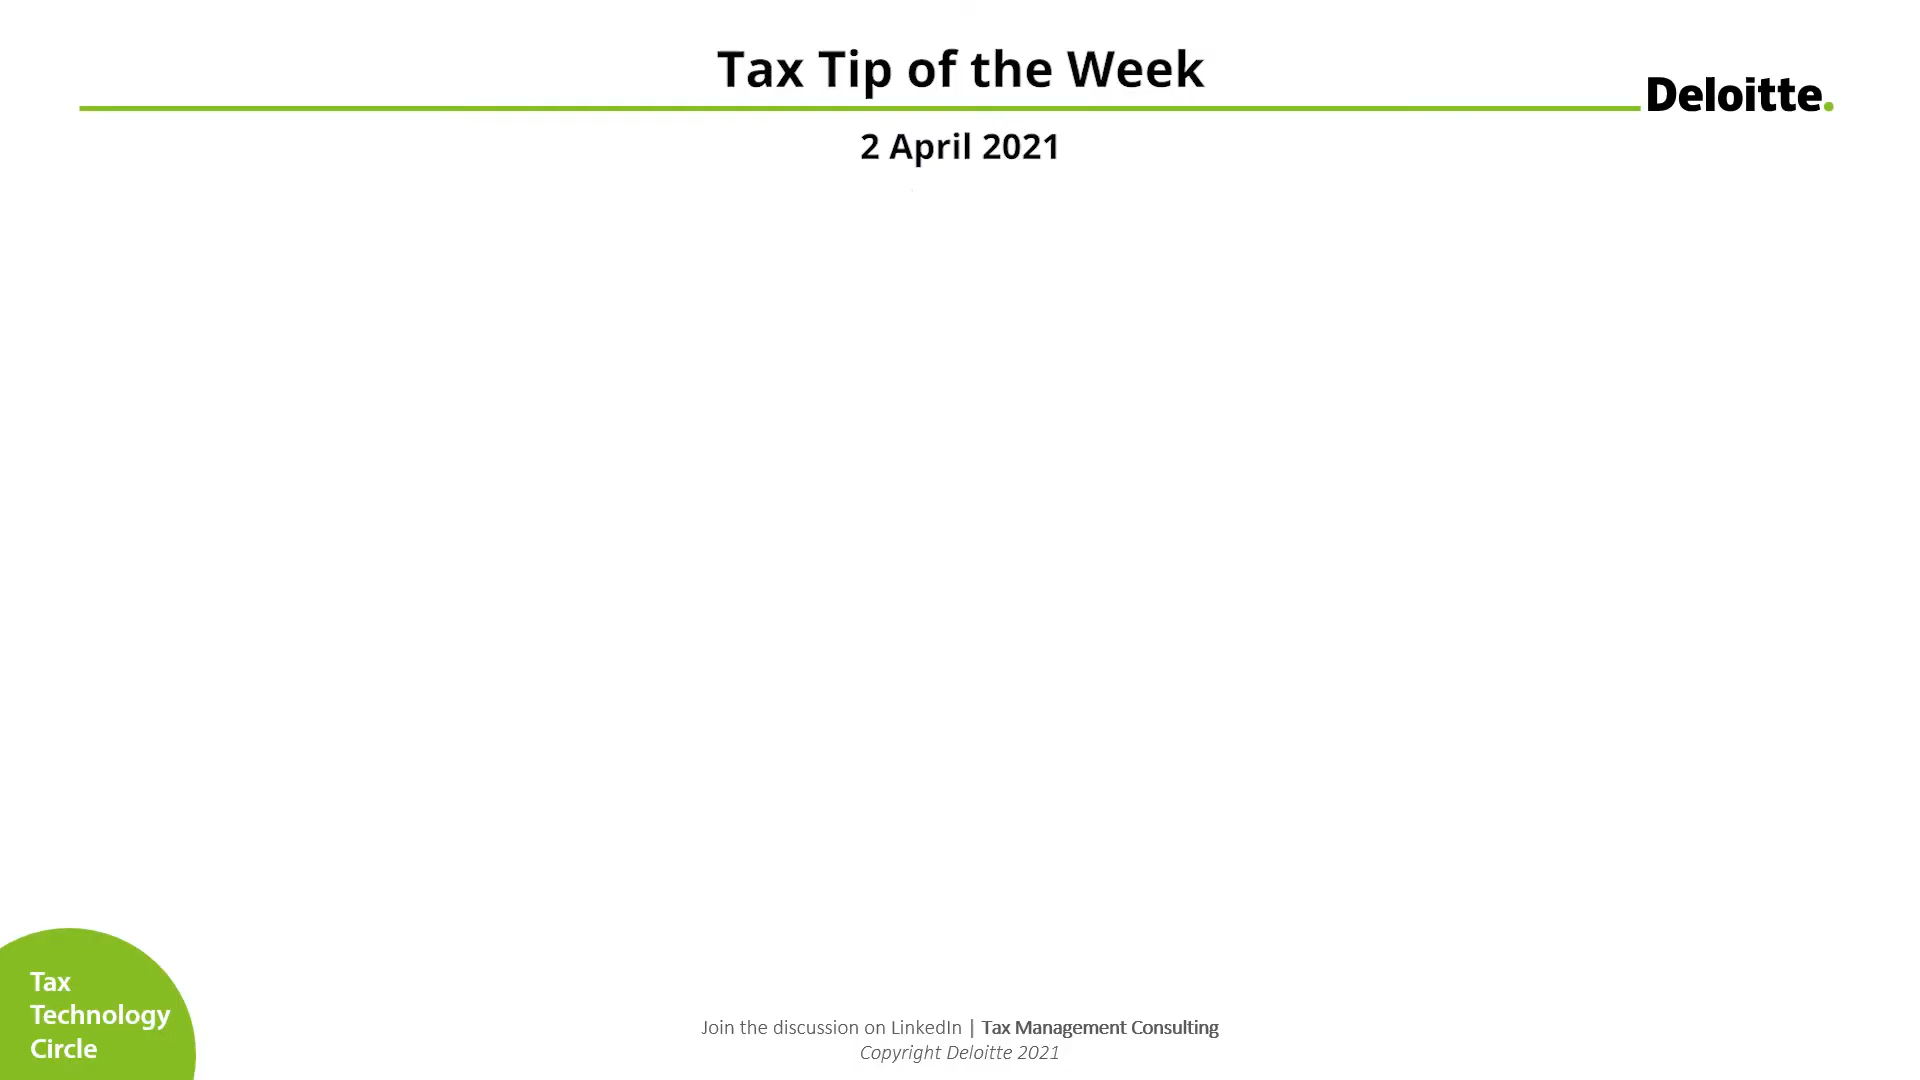 Tax Tip of the Week
Deloitte.
2 April 2021
Tax
Technology
Circle
Join the discussion on LinkedIn | Tax Management Consulting
Copyright Deloitte 2021